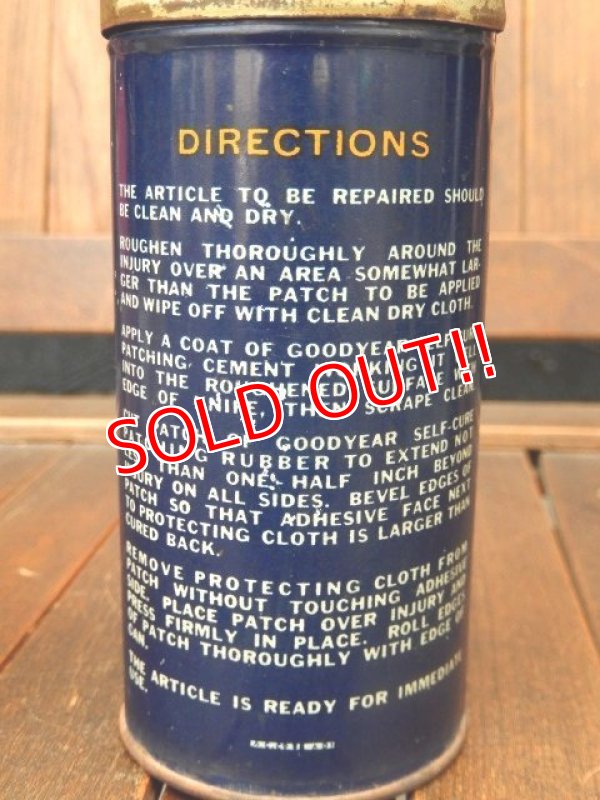 DIRECTIONS
THE ARTICLE TO BE REPAIRED SHOULD
BE CLEAN AND DRY.
ROUGHEN THOROUGHLY AROUND THE
INJURY OVER AN AREA SOMEWHAT LAR-
GER THAN THE PATCH TO BE APPLIED
AND WIPE OFF WITH CLEAN DRY CLOTH.
APPLY A COAT OF GOODYEAR
PATCHING CEMENT IT
INTO THE
EDGE OF THEN SCRAPE CLEAN.
GOODYEAR SELF-CURE
RUBBER TO EXTEND NOT
THAN ONE HALF INCH BEYOND
INJURY ON ALL SIDES. BEVEL EDGES OF
PATCH SO THAT ADHESIVE FACE NEXT
TO PROTECTING CLOTH IS LARGER THAN
CURED BACK.
REMOVE PROTECTING CLOTH FROM
PATCH WITHOUT TOUCHING ADHESIVE
SIDE. PLACE PATCH OVER INJURY AND
PRESS FIRMLY IN PLACE. ROLL EDGES
OF PATCH THOROUGHLY WITH EDGE OF
CAN.
THE ARTICLE IS READY FOR IMMEDIATE
USE.
SOLD OUT!!